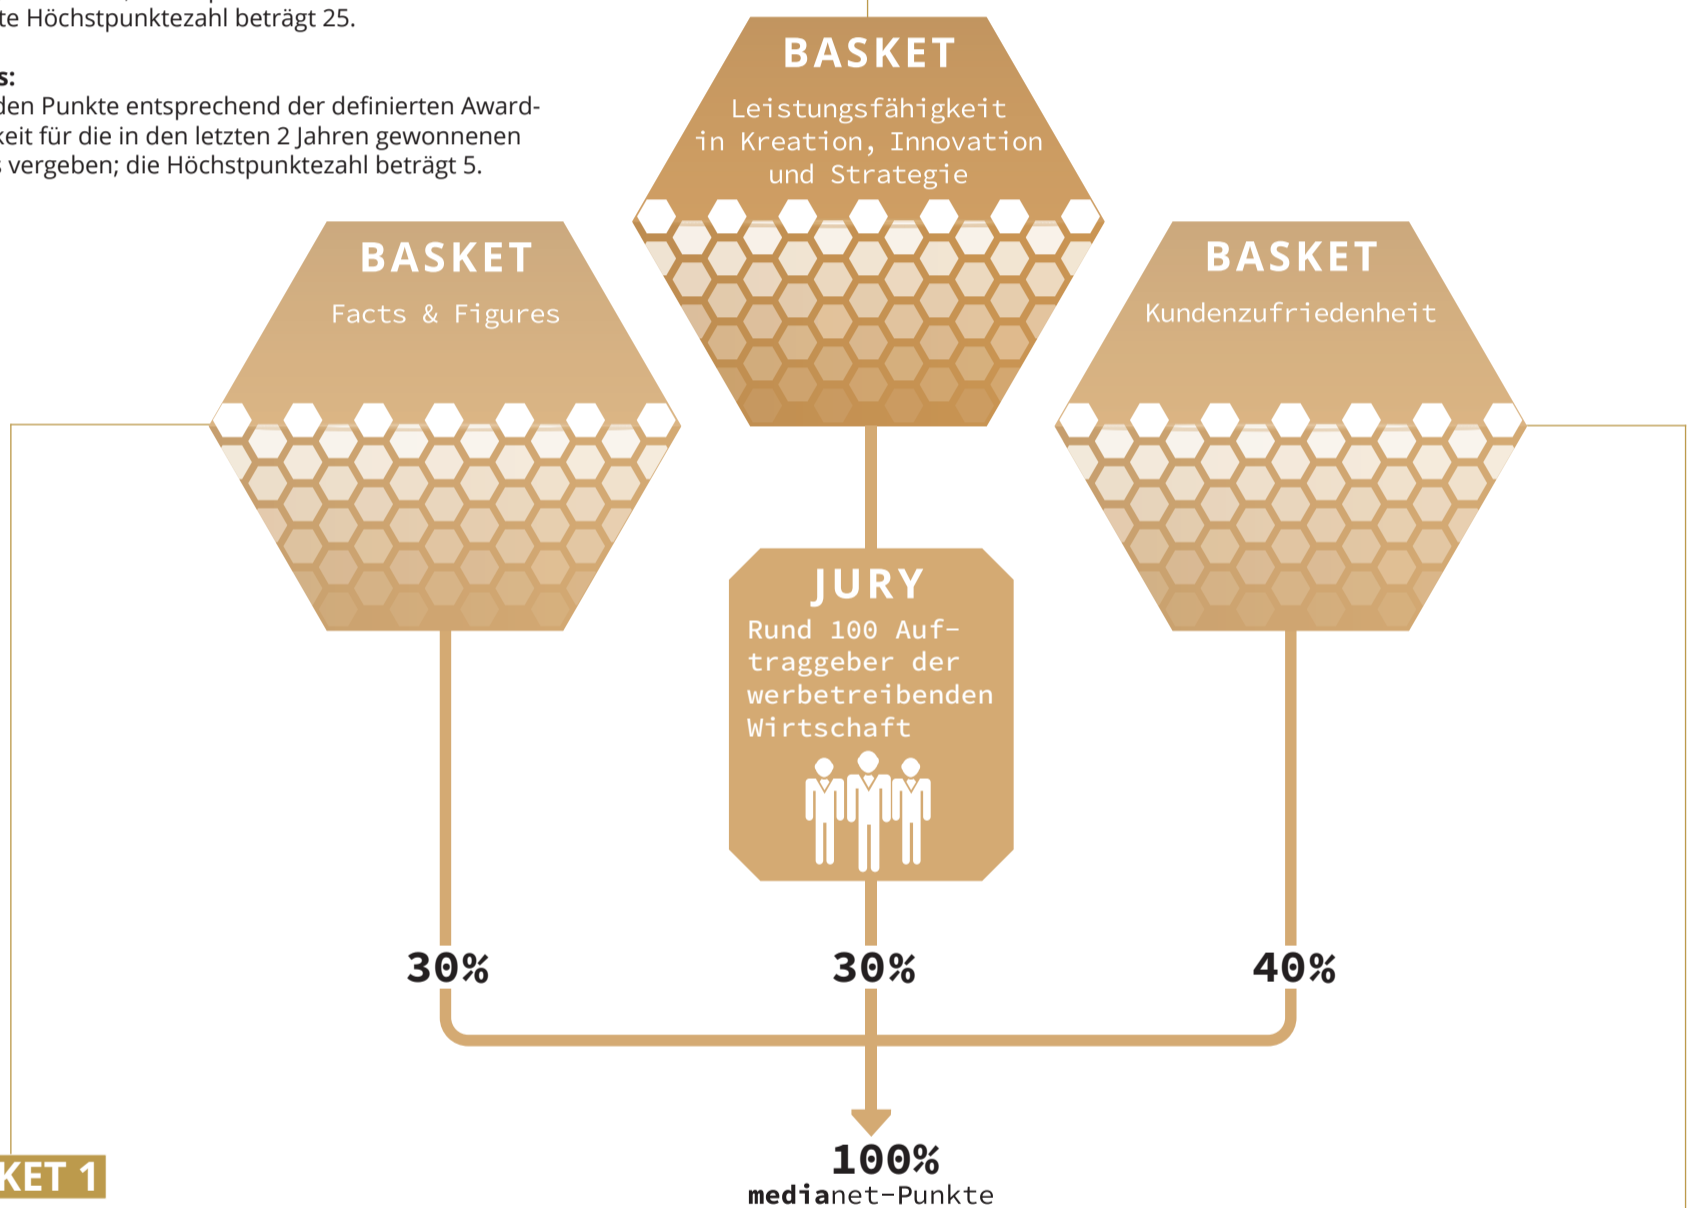 te Höchstpunktezahl beträgt 25.
s:
den Punkte entsprechend der definierten Award-
keit für die in den letzten 2 Jahren gewonnenen
s vergeben; die Höchstpunktezahl beträgt 5.
BASKET
Leistungsfähigkeit
in Kreation, Innovation
und Strategie
BASKET
Facts & Figures
BASKET
Kundenzufriedenheit
JURY
Rund 100 Auf-
traggeber der
werbetreibenden
Wirtschaft
30%
30%
40%
100%
medianet-Punkte
KET 1